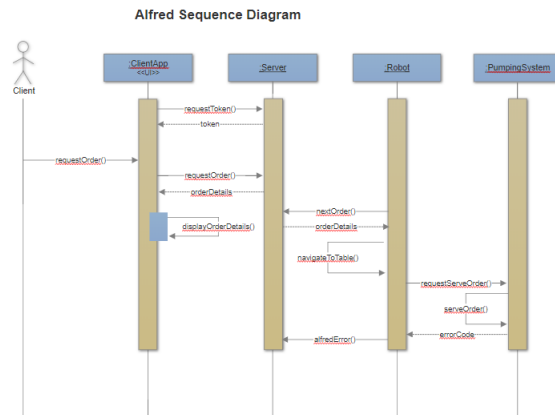 Alfred Sequence Diagram
Client
:ClientApp
<<UI>>
:Server
:Robot
:PumpingSystem
requestToken()
token
requestOrder()
requestOrder()
orderDetails
nextOrder()
displayOrderDetails()
orderDetails
navigateToTable()
requestServeOrder()
serveOrder()
errorCode
alfredError()